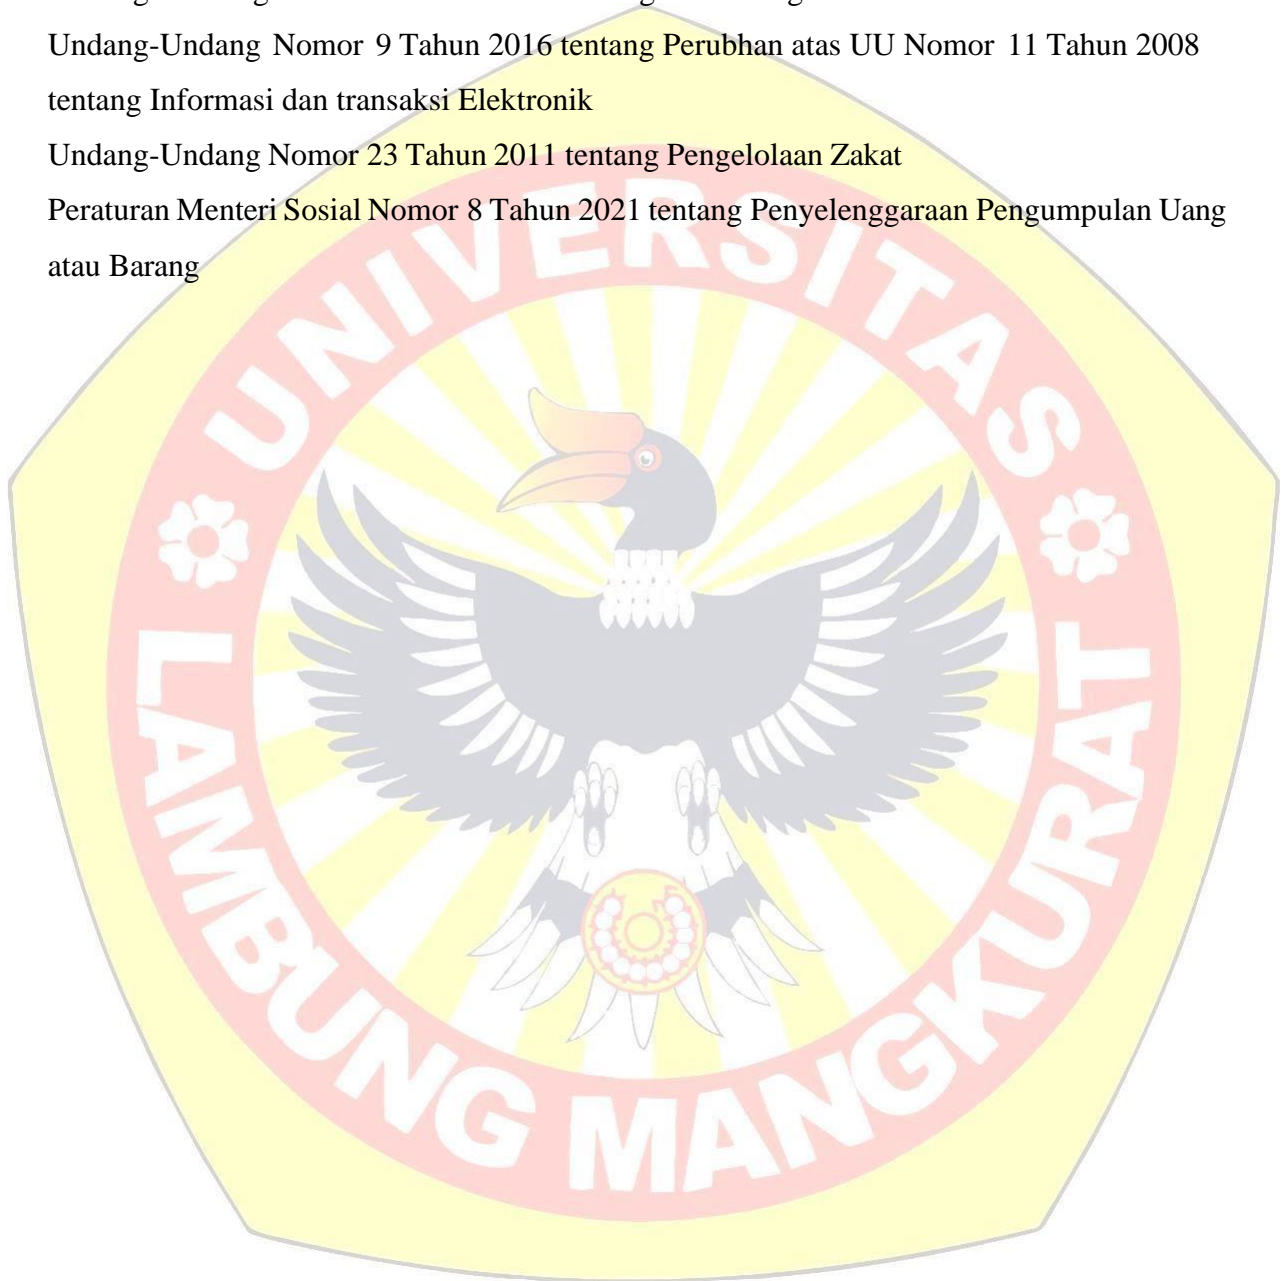 Undang-Undang Nomor 9 Tahun 2016 tentang Perubhan atas UU Nomor 11 Tahun 2008
tentang Informasi dan transaksi Elektronik
Undang-Undang Nomor 23 Tahun 2011 tentang Pengelolaan Zakat
Peraturan Menteri Sosial Nomor 8 Tahun 2021 tentang Penyelenggaraan Pengumpulan Uang
atau Barang
UNIVERSITAS
LAMBUNG MANGKURAT